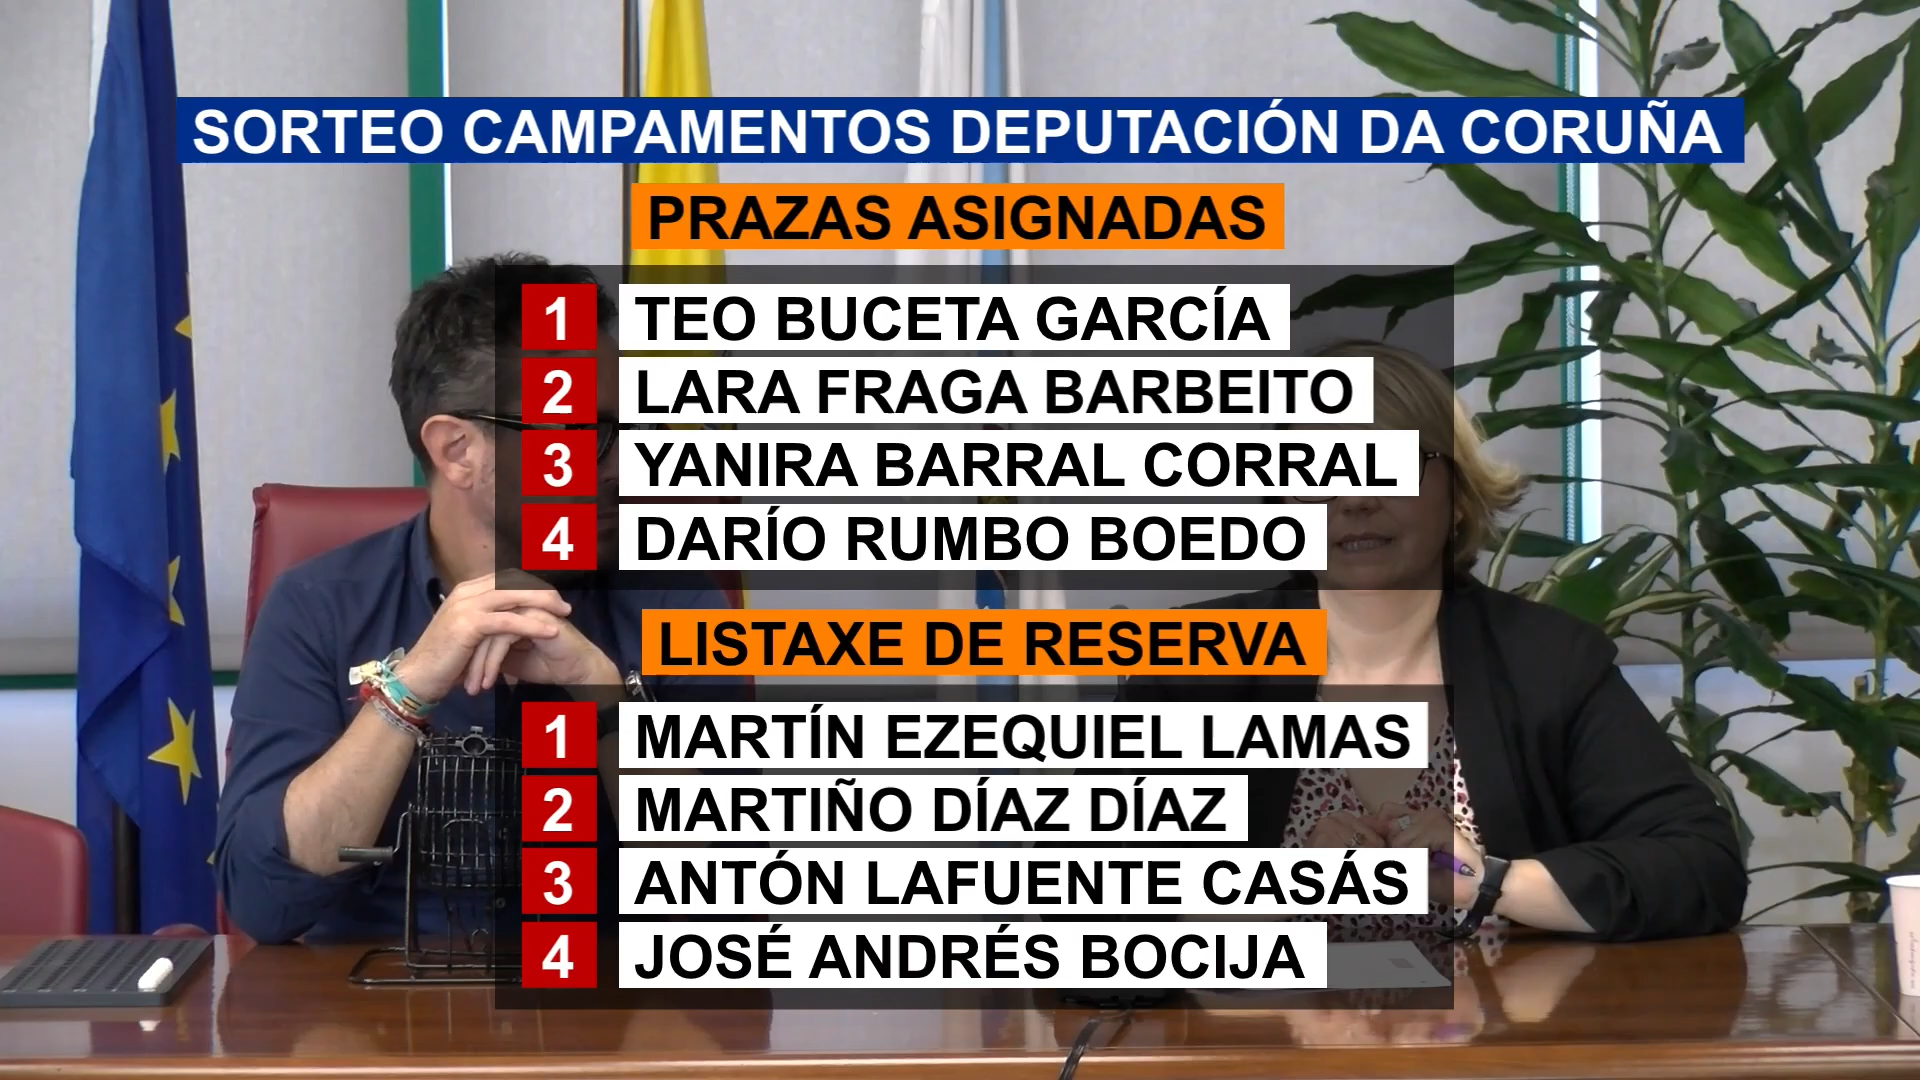 SORTEO CAMPAMENTOS DEPUTACIÓN DA CORUÑA
PRAZAS ASIGNADAS
1 TEO BUCETA GARCÍA
2 LARA FRAGA BARBEITO
3 YANIRA BARRAL CORRAL
4 DARÍO RUMBO BOEDO
LISTAXE DE RESERVA
1 MARTÍN EZEQUIEL LAMAS
2 MARTIÑO DÍAZ DÍAZ
3 ANTÓN LAFUENTE CASÁS
4 JOSÉ ANDRÉS BOCIJA